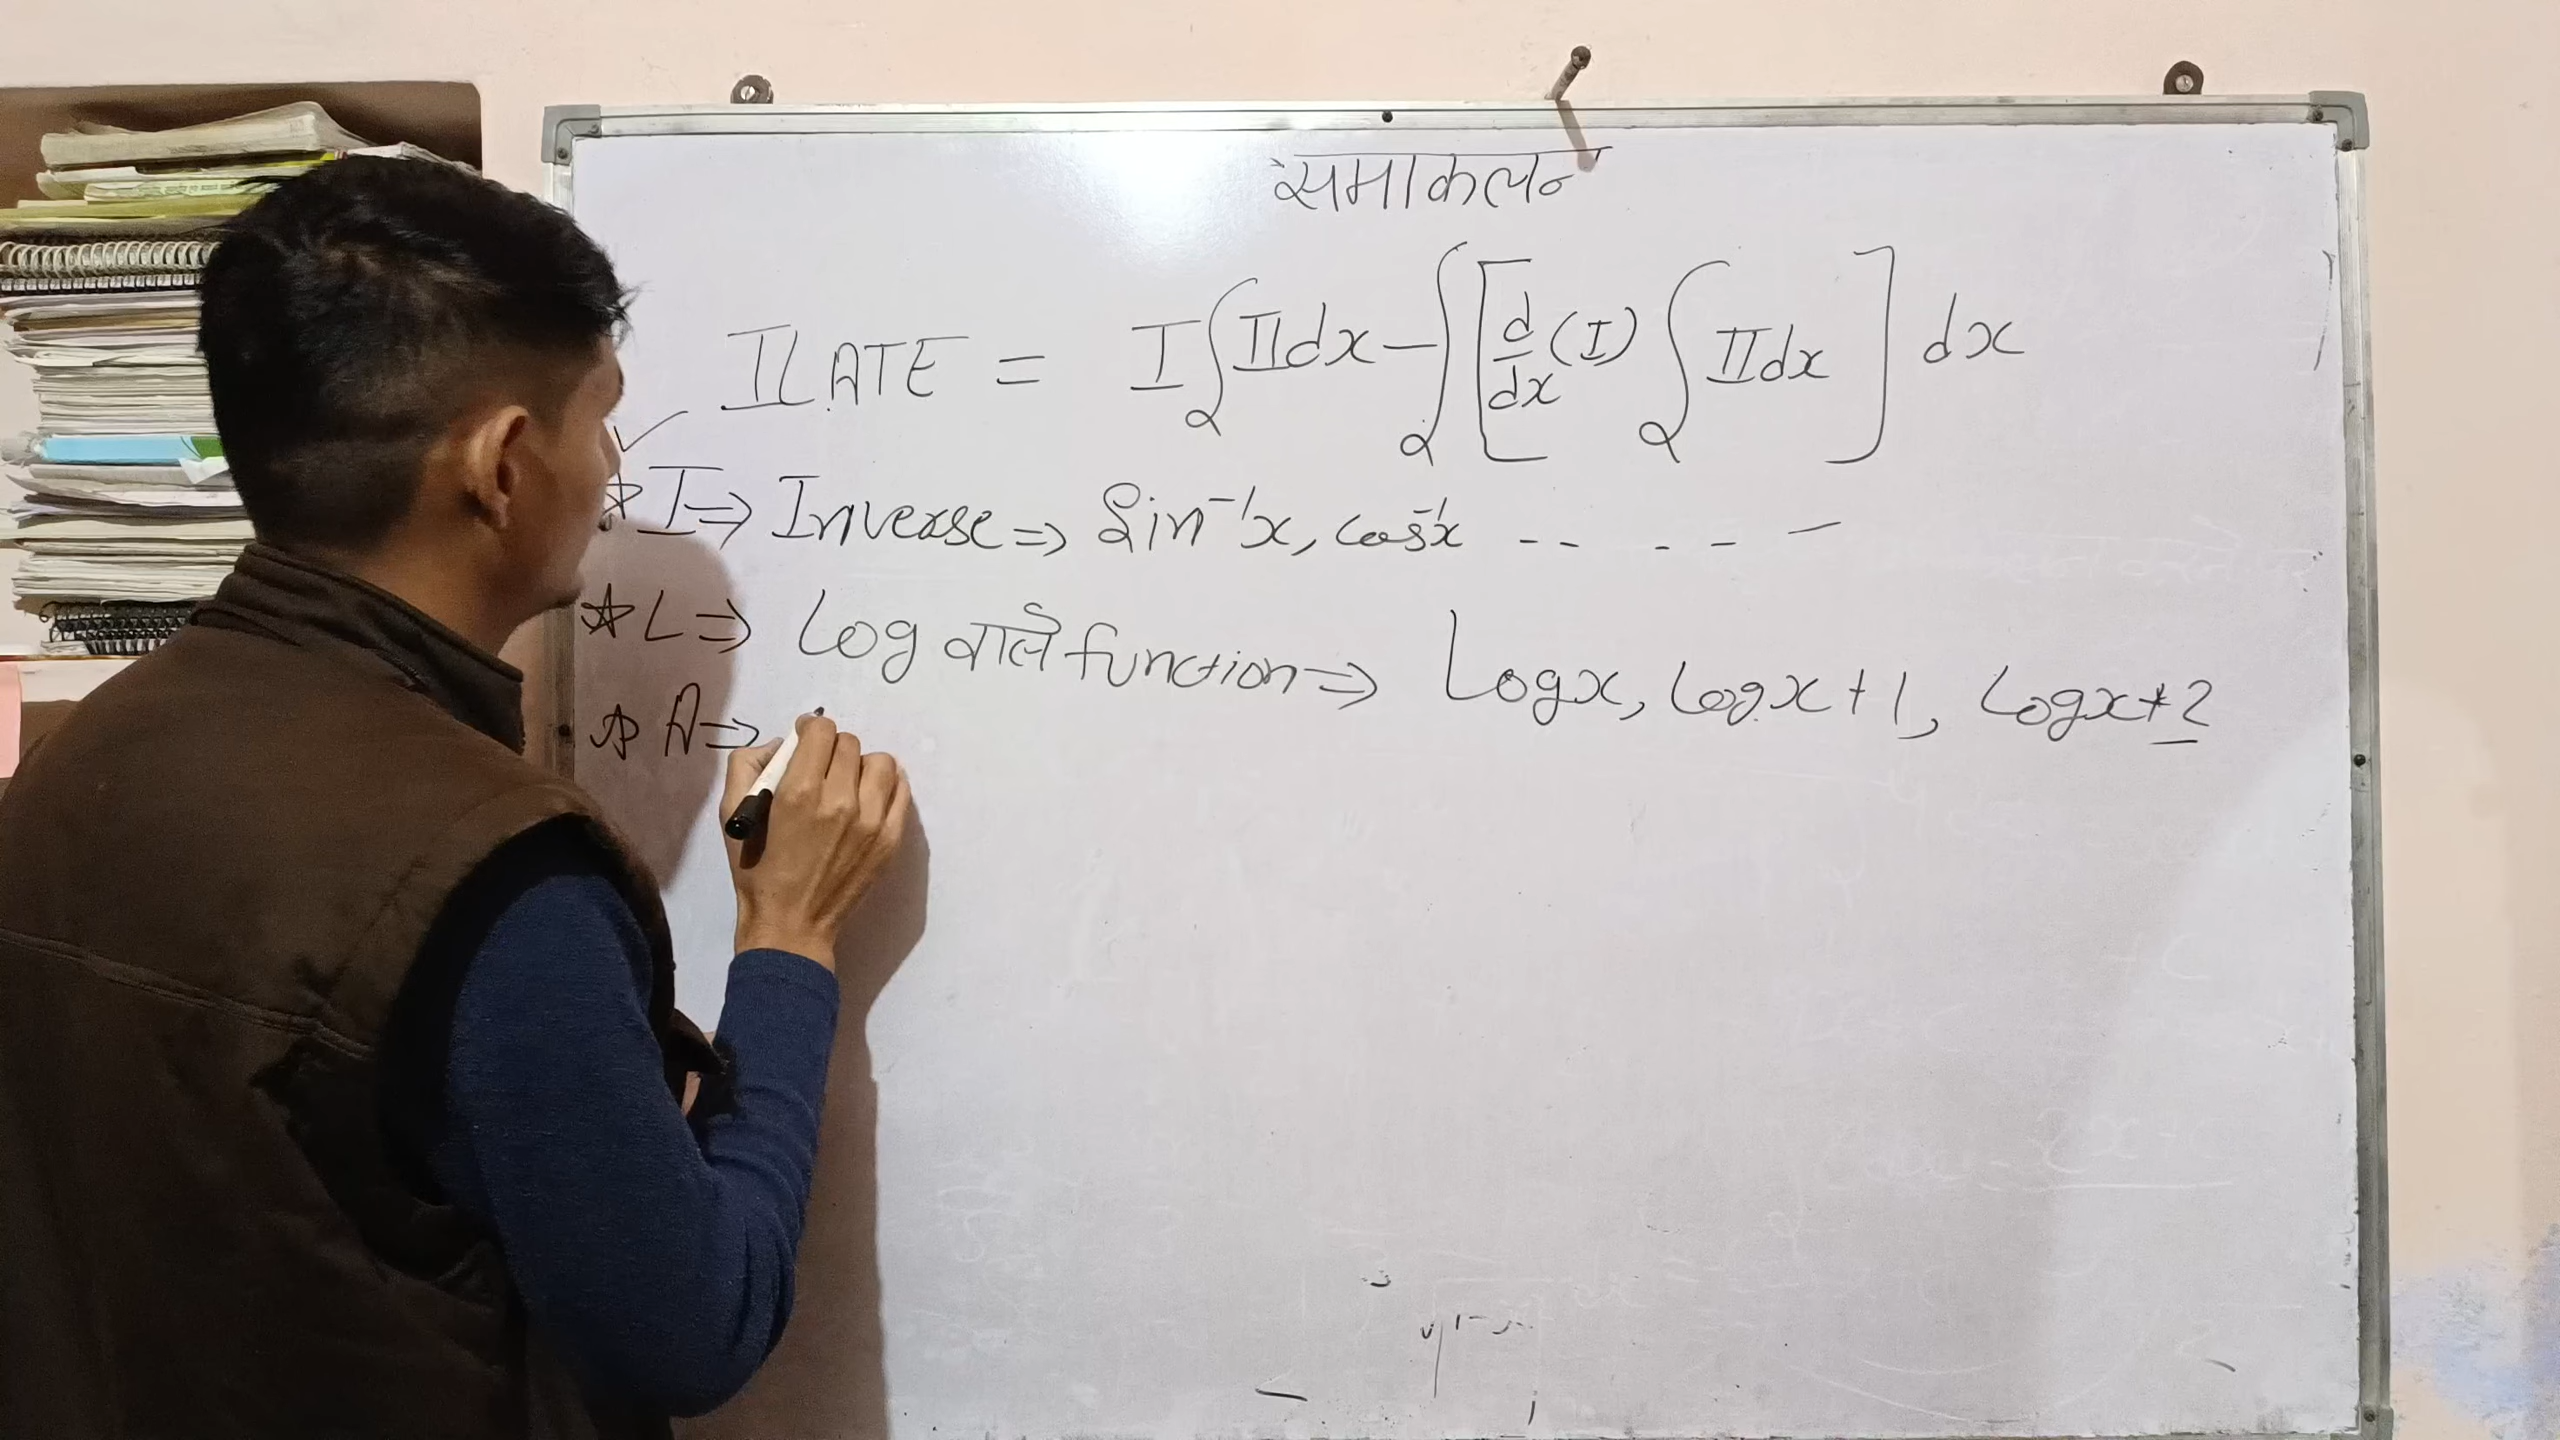 समाकलन
ILATE = I∫IIdx-∫[d/dx(I)∫IIdx]dx
* I⇒ Inverse⇒ Sin⁻¹x, cos⁻¹x -- - - -
* L⇒ Log वाले function⇒ Logx, Logx+1, Logx+2
* A⇒